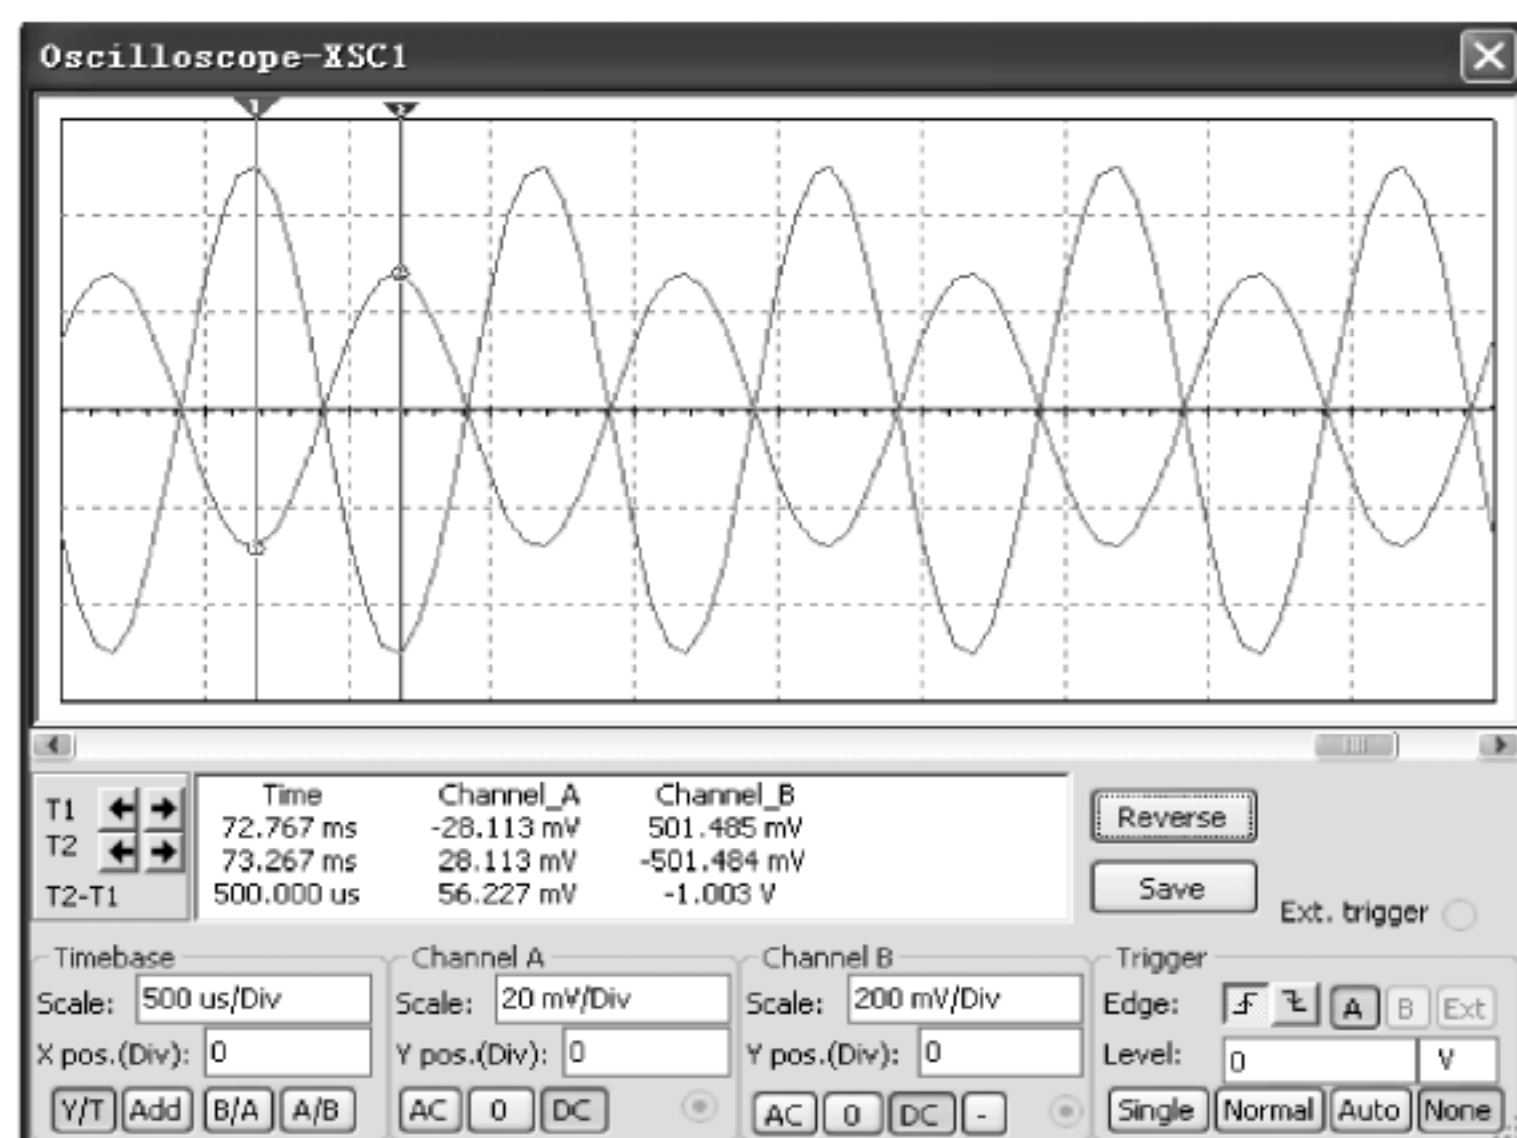 Oscilloscope-XSC1
1 2
2
1
Time Channel_A Channel_B
T1 72.767 ms -28.113 mV 501.485 mV
T2 73.267 ms 28.113 mV -501.484 mV
T2-T1 500.000 us 56.227 mV -1.003 V
Reverse
Save
Ext. trigger
Timebase Channel A Channel B Trigger
Scale: 500 us/Div Scale: 20 mV/Div Scale: 200 mV/Div Edge: A B Ext
X pos.(Div): 0 Y pos.(Div): 0 Y pos.(Div): 0 Level: 0 V
Y/T Add B/A A/B AC 0 DC AC 0 DC - Single Normal Auto None